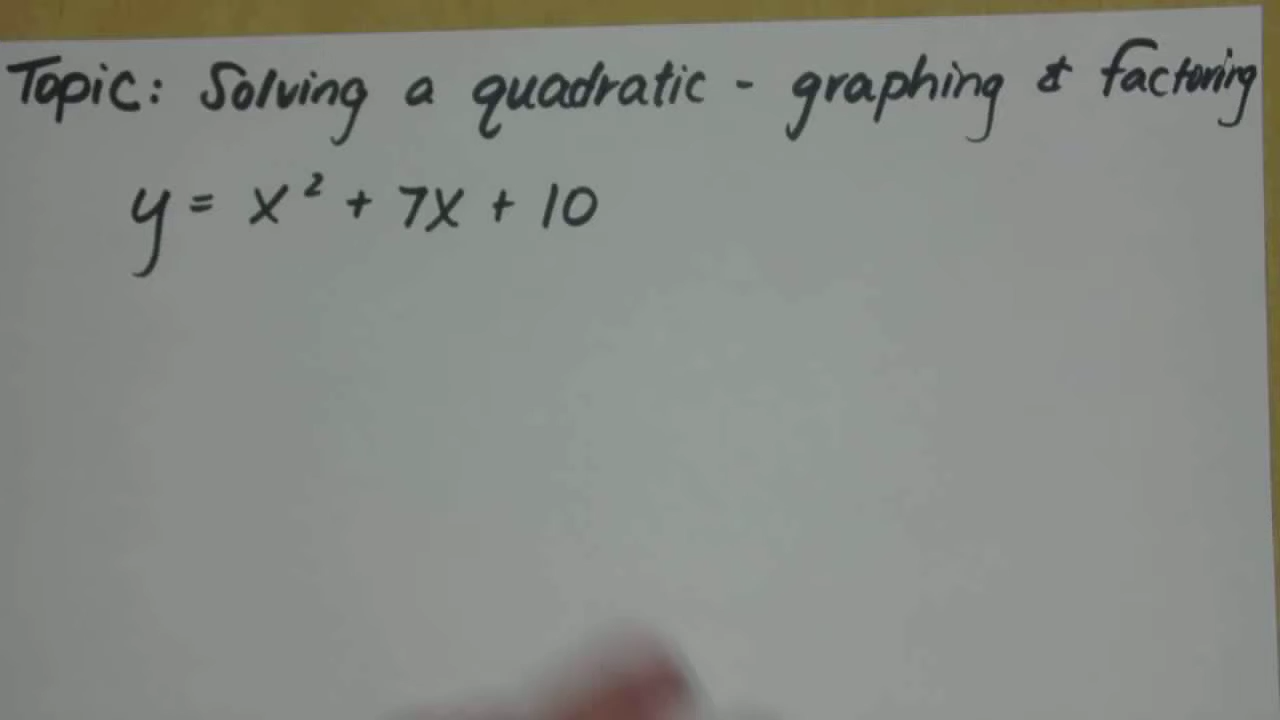 Topic: Solving a quadratic - graphing & factoring
y = x² + 7x + 10